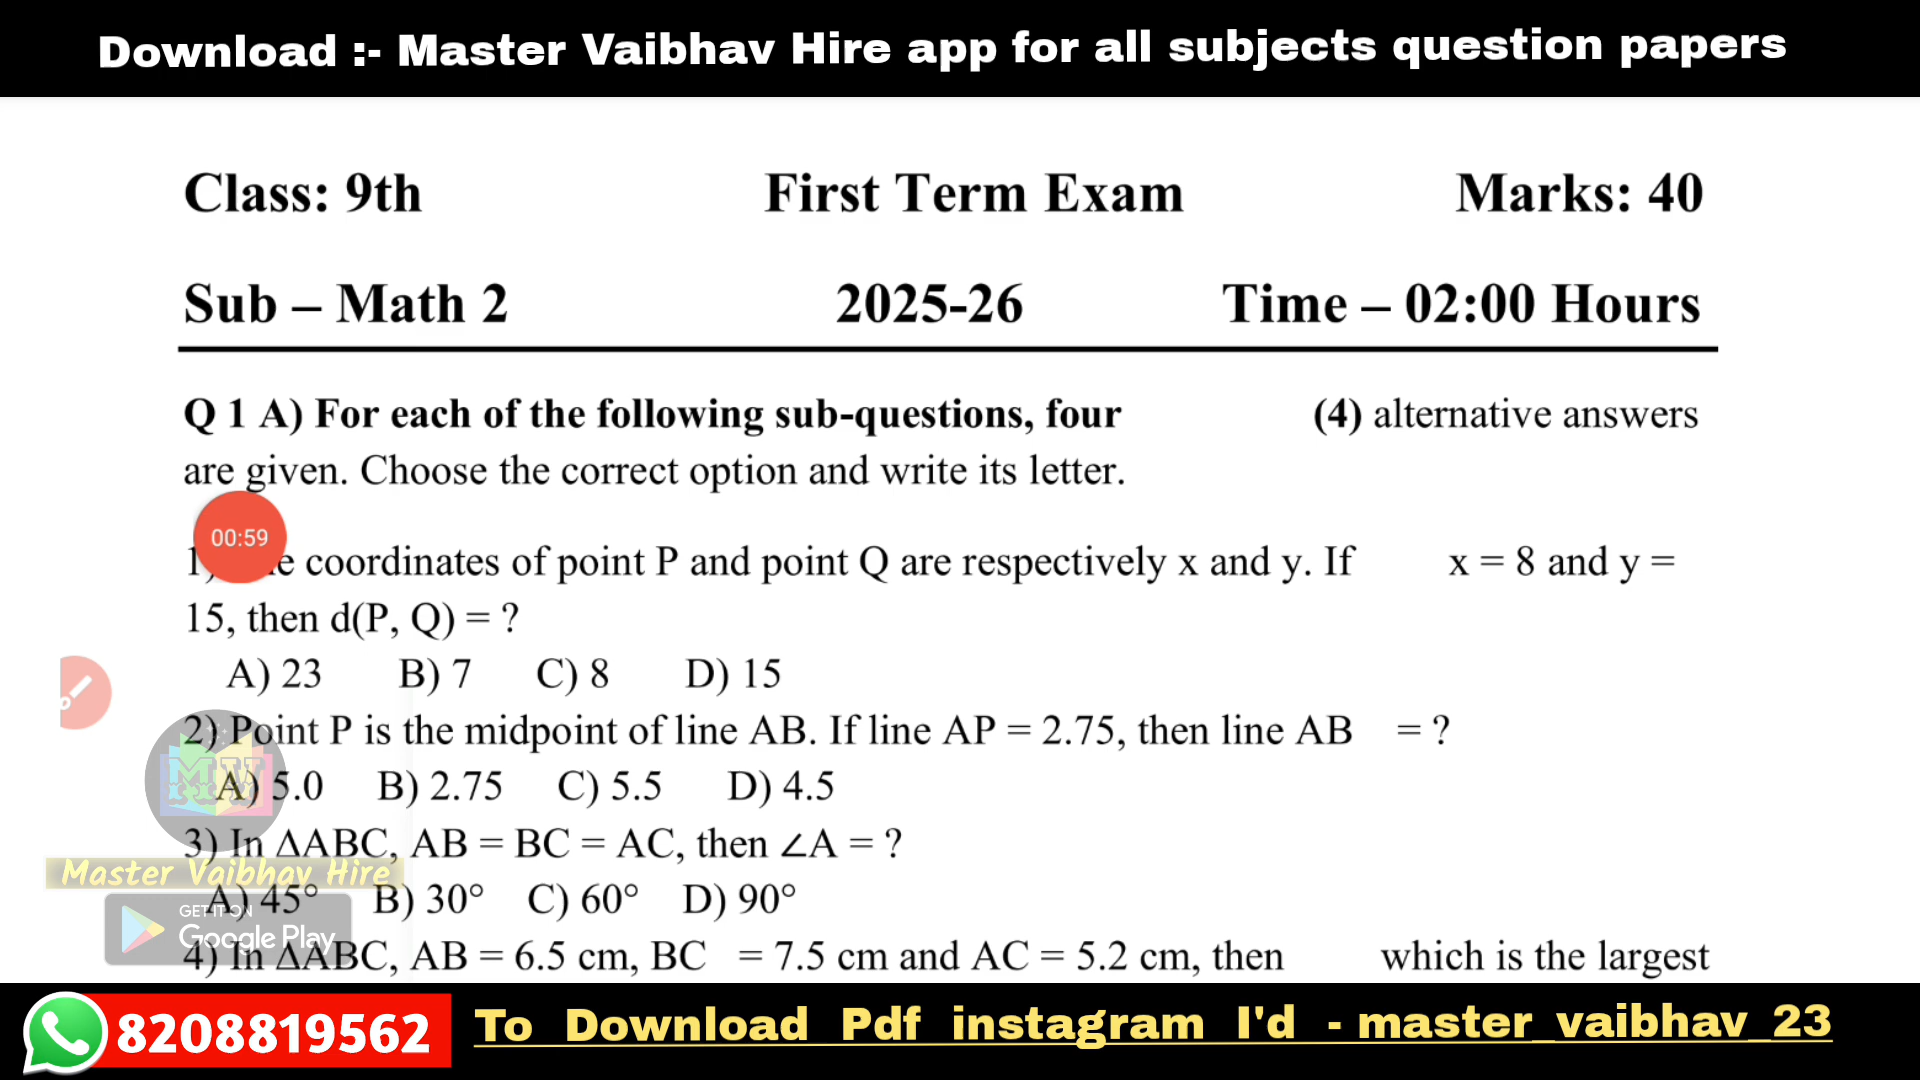 Download :- Master Vaibhav Hire app for all subjects question papers
Class: 9th First Term Exam Marks: 40
Sub – Math 2 2025-26 Time – 02:00 Hours
Q 1 A) For each of the following sub-questions, four (4) alternative answers
are given. Choose the correct option and write its letter.
00:59
1) coordinates of point P and point Q are respectively x and y. If x = 8 and y =
15, then d(P, Q) = ?
A) 23 B) 7 C) 8 D) 15
2) Point P is the midpoint of line AB. If line AP = 2.75, then line AB = ?
A) 5.0 B) 2.75 C) 5.5 D) 4.5
3) In ΔABC, AB = BC = AC, then ∠A = ?
Master Vaibhav Hire
A) 45° B) 30° C) 60° D) 90°
GET IT ON
Google Play
4) In ΔABC, AB = 6.5 cm, BC = 7.5 cm and AC = 5.2 cm, then which is the largest
8208819562 To Download Pdf instagram I'd - master_vaibhav_23